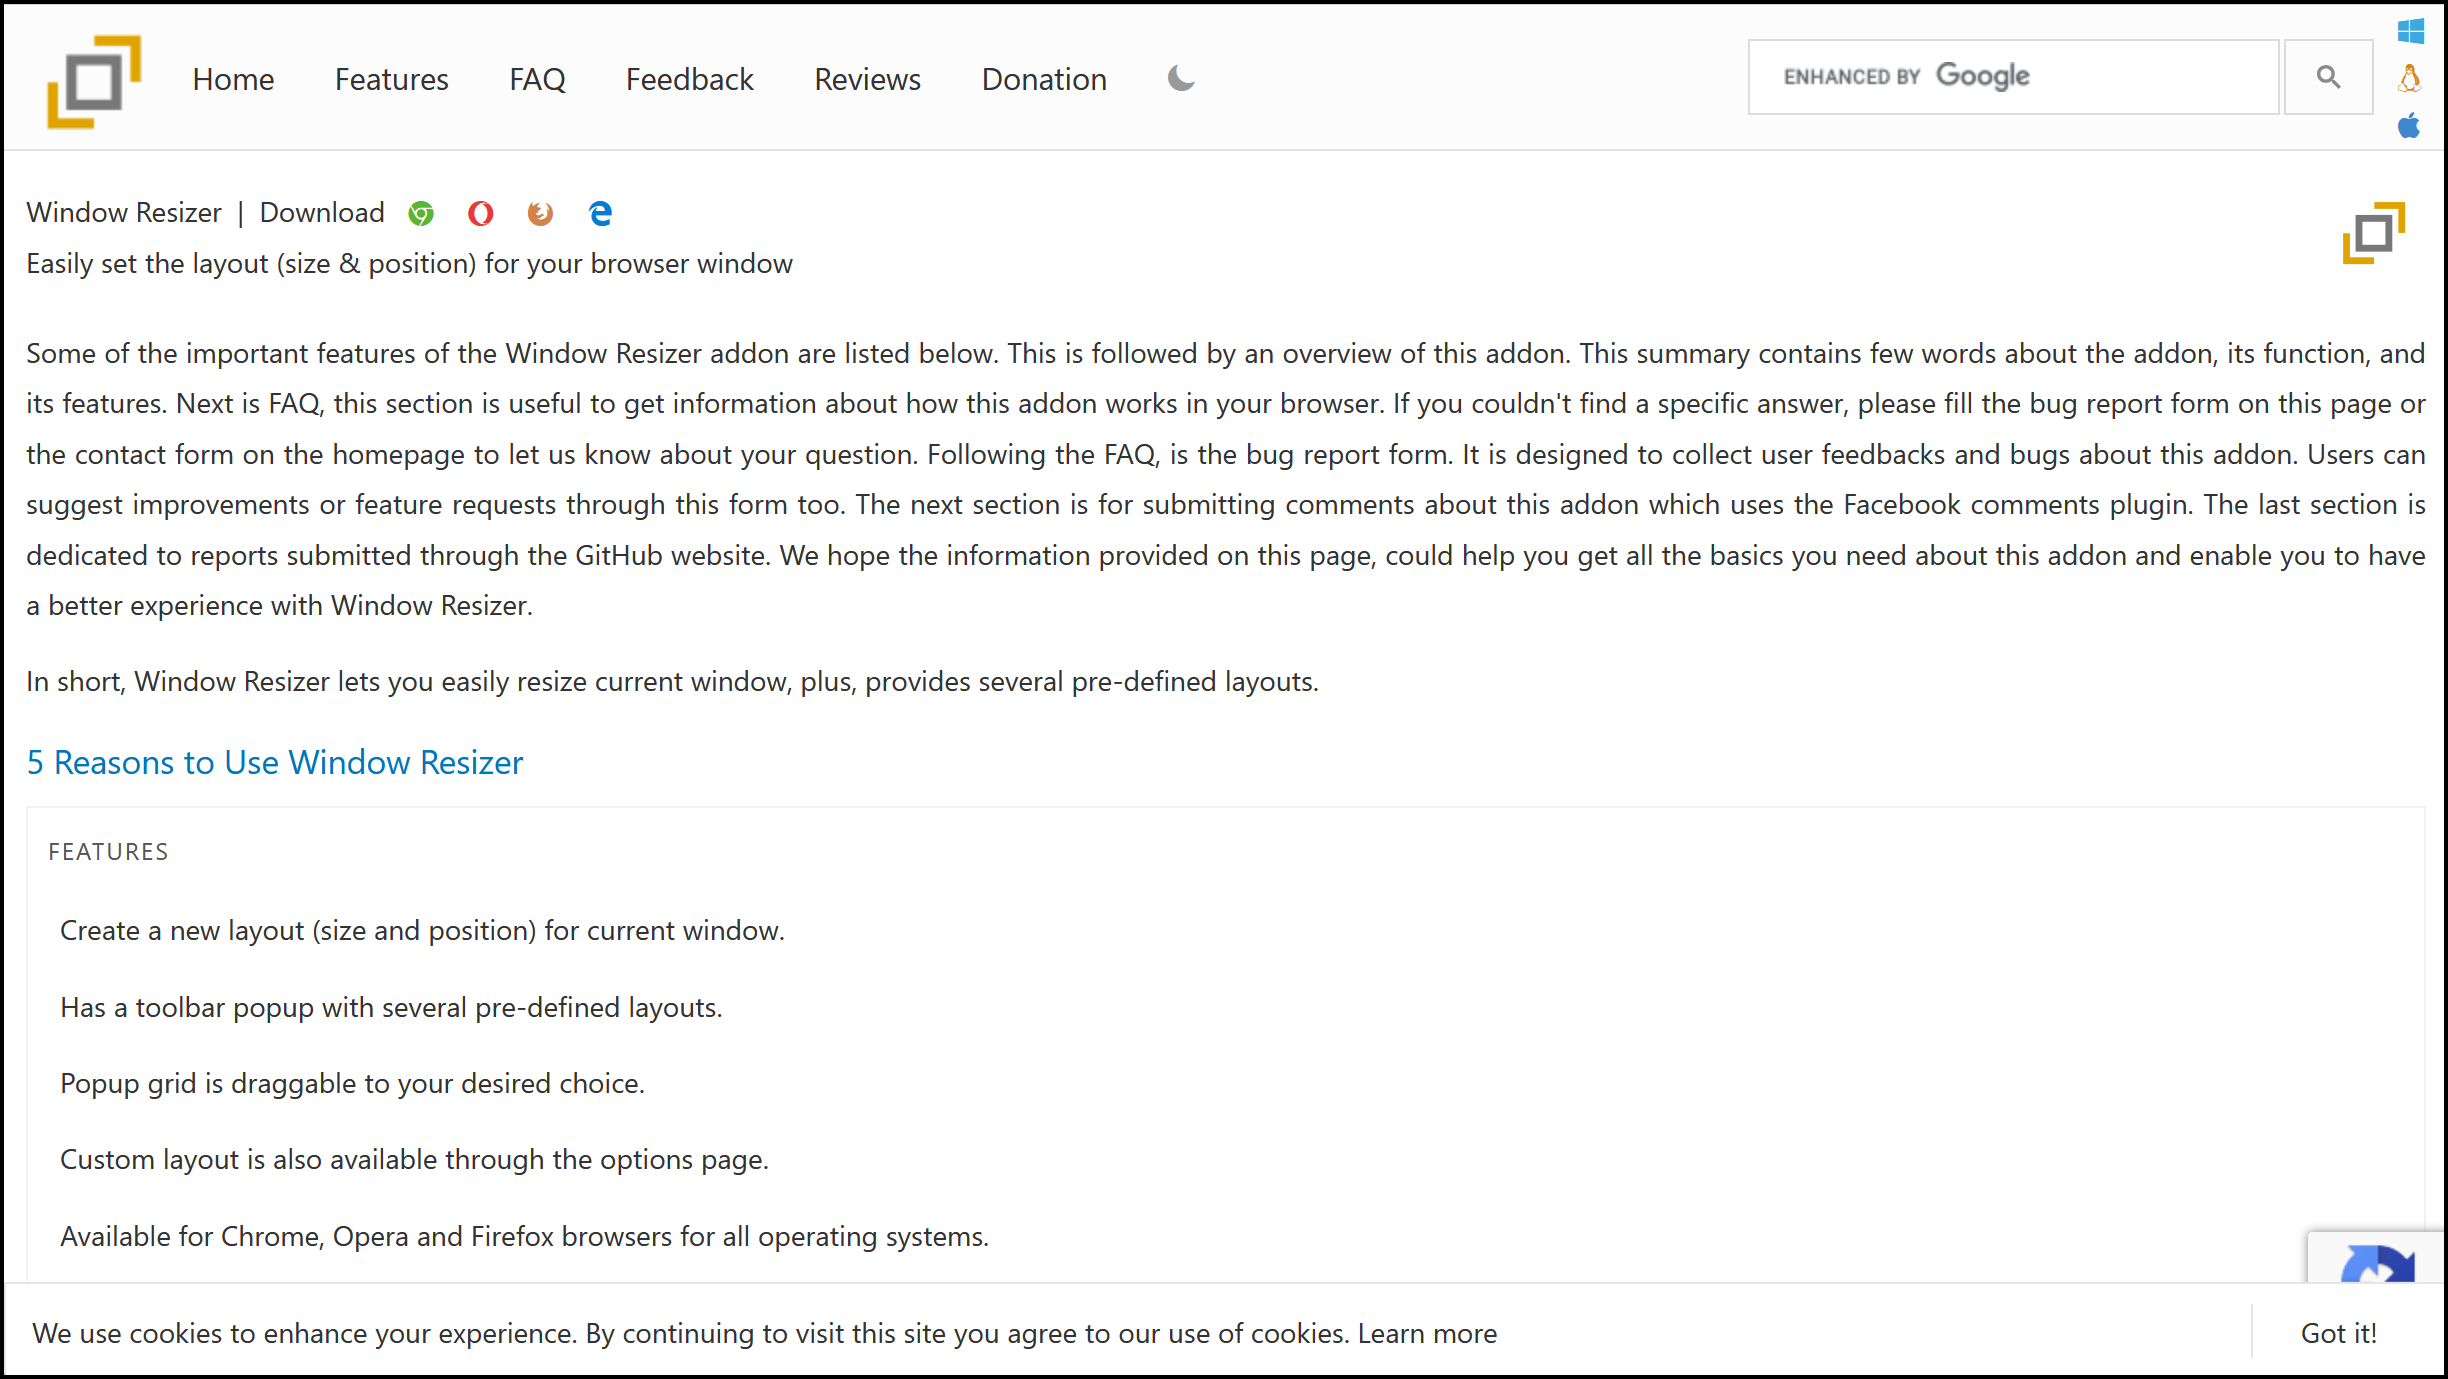 Home Features FAQ Feedback Reviews Donation ENHANCED BY Google
Window Resizer | Download
Easily set the layout (size & position) for your browser window
Some of the important features of the Window Resizer addon are listed below. This is followed by an overview of this addon. This summary contains few words about the addon, its function, and
its features. Next is FAQ, this section is useful to get information about how this addon works in your browser. If you couldn't find a specific answer, please fill the bug report form on this page or
the contact form on the homepage to let us know about your question. Following the FAQ, is the bug report form. It is designed to collect user feedbacks and bugs about this addon. Users can
suggest improvements or feature requests through this form too. The next section is for submitting comments about this addon which uses the Facebook comments plugin. The last section is
dedicated to reports submitted through the GitHub website. We hope the information provided on this page, could help you get all the basics you need about this addon and enable you to have
a better experience with Window Resizer.
In short, Window Resizer lets you easily resize current window, plus, provides several pre-defined layouts.
5 Reasons to Use Window Resizer
FEATURES
Create a new layout (size and position) for current window.
Has a toolbar popup with several pre-defined layouts.
Popup grid is draggable to your desired choice.
Custom layout is also available through the options page.
Available for Chrome, Opera and Firefox browsers for all operating systems.
We use cookies to enhance your experience. By continuing to visit this site you agree to our use of cookies. Learn more Got it!